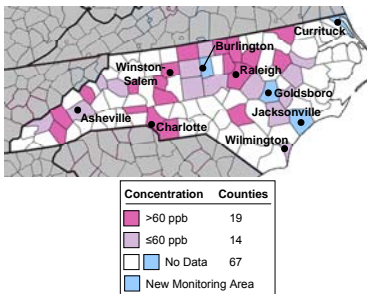 Currituck
Burlington
Winston-
Salem
Raleigh
Goldsboro
Jacksonville
Asheville
Charlotte
Wilmington
Concentration Counties
>60 ppb 19
≤60 ppb 14
No Data 67
New Monitoring Area